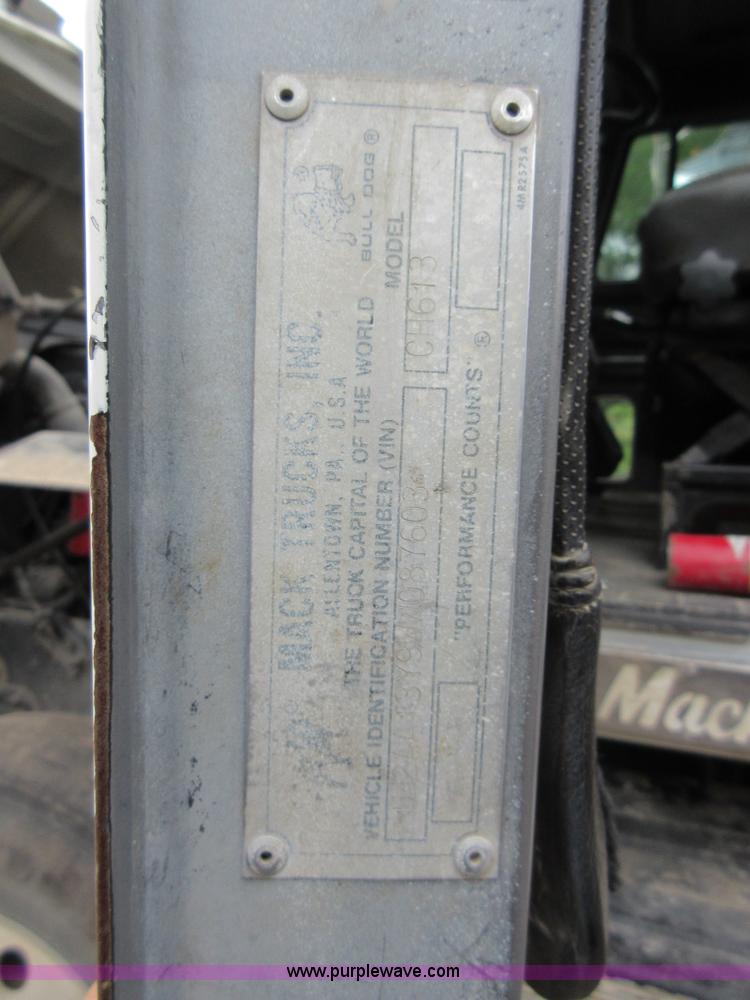 MACK TRUCKS, INC.
ALLENTOWN, PA., U.S.A
THE TRUCK CAPITAL OF THE WORLD
BULL DOG ®
VEHICLE IDENTIFICATION NUMBER (VIN)
MODEL
CH613
"PERFORMANCE COUNTS" ®
4MR2575A
Mack
www.purplewave.com